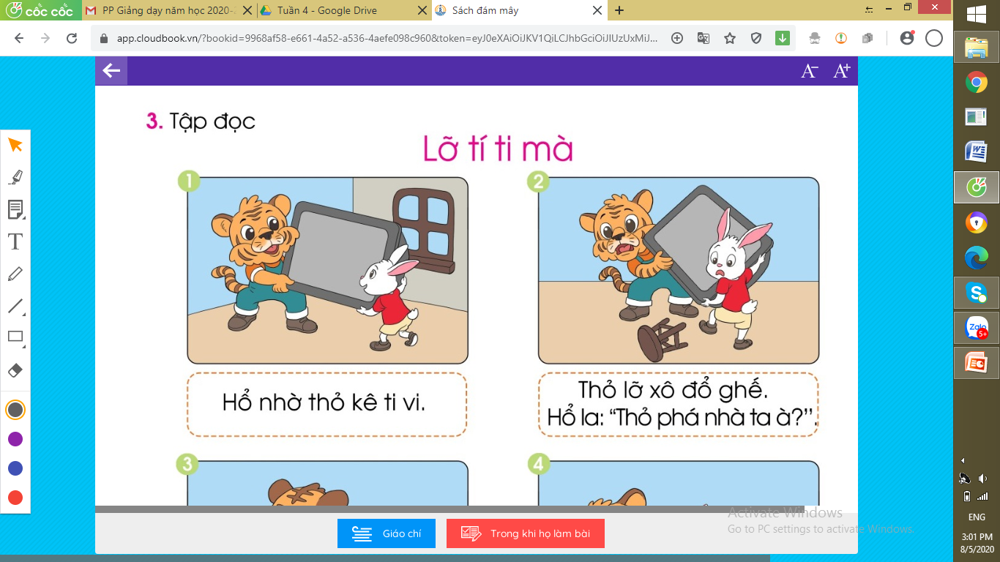 cốc cốc
PP Giảng dạy năm học 2020-2
Tuần 4 - Google Drive
Sách đám mây
app.cloudbook.vn/?bookid=9968af58-e661-4a52-a536-4aefe098c960&token=eyJ0eXAiOiJKV1QiLCJhbGciOiJIUzUxMiJ...
A- A+
3. Tập đọc
Lỡ tí ti mà
1
2
Hổ nhờ thỏ kê ti vi.
Thỏ lỡ xô đổ ghế.
Hổ la: “Thỏ phá nhà ta à?”.
3
4
T
Giáo chí
Trong khi họ làm bài
Activate Windows
Go to PC settings to activate Windows.
Zalo
5+
ENG
3:01 PM
8/5/2020